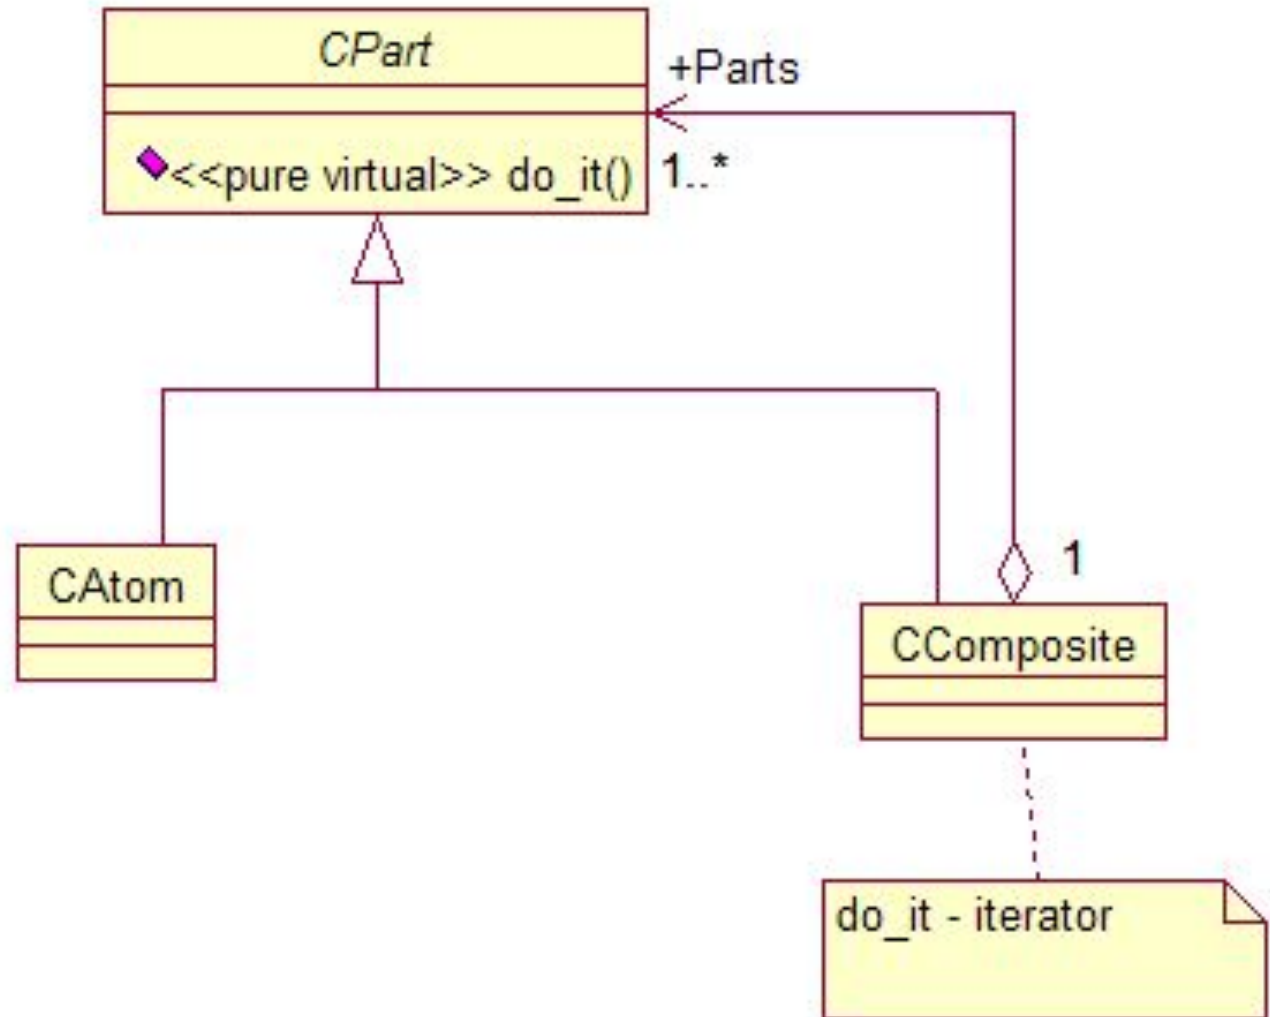 CPart
+Parts
<<pure virtual>> do_it()
1..*
CAtom
1
CComposite
do_it - iterator